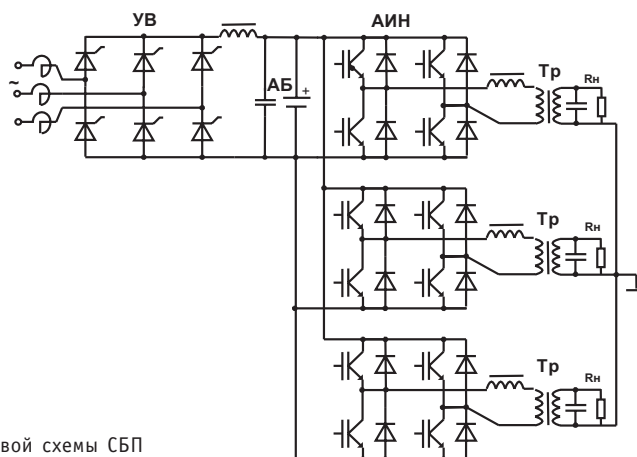 УВ
АИН
~
АБ
+
Тр
Rн
Тр
Rн
Тр
Rн
вой схемы СБП